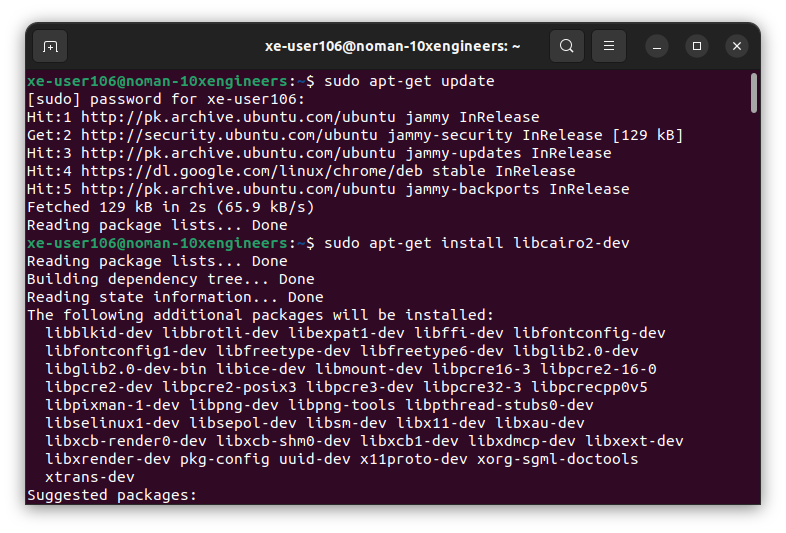 xe-user106@noman-10xengineers: ~
xe-user106@noman-10xengineers:~$ sudo apt-get update
[sudo] password for xe-user106:
Hit:1 http://pk.archive.ubuntu.com/ubuntu jammy InRelease
Get:2 http://security.ubuntu.com/ubuntu jammy-security InRelease [129 kB]
Hit:3 http://pk.archive.ubuntu.com/ubuntu jammy-updates InRelease
Hit:4 https://dl.google.com/linux/chrome/deb stable InRelease
Hit:5 http://pk.archive.ubuntu.com/ubuntu jammy-backports InRelease
Fetched 129 kB in 2s (65.9 kB/s)
Reading package lists... Done
xe-user106@noman-10xengineers:~$ sudo apt-get install libcairo2-dev
Reading package lists... Done
Building dependency tree... Done
Reading state information... Done
The following additional packages will be installed:
  libblkid-dev libbrotli-dev libexpat1-dev libffi-dev libfontconfig-dev
  libfontconfig1-dev libfreetype-dev libfreetype6-dev libglib2.0-dev
  libglib2.0-dev-bin libice-dev libmount-dev libpcre16-3 libpcre2-16-0
  libpcre2-dev libpcre2-posix3 libpcre3-dev libpcre32-3 libpcrecpp0v5
  libpixman-1-dev libpng-dev libpng-tools libpthread-stubs0-dev
  libselinux1-dev libsepol-dev libsm-dev libx11-dev libxau-dev
  libxcb-render0-dev libxcb-shm0-dev libxcb1-dev libxdmcp-dev libxext-dev
  libxrender-dev pkg-config uuid-dev x11proto-dev xorg-sgml-doctools
  xtrans-dev
Suggested packages: